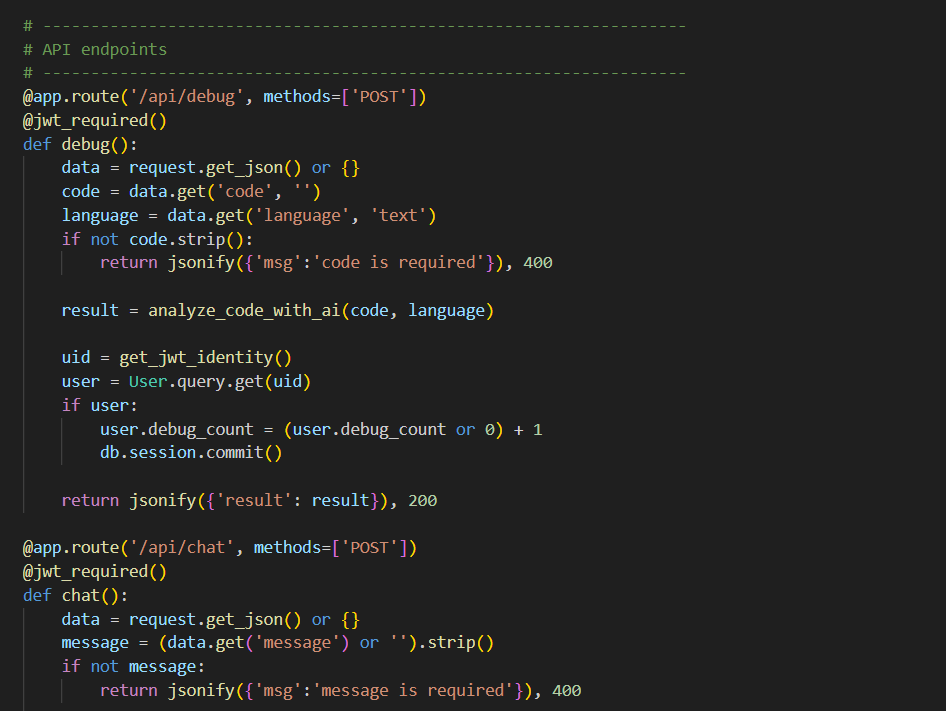 # -------------------------------------------------------------------
# API endpoints
# -------------------------------------------------------------------
@app.route('/api/debug', methods=['POST'])
@jwt_required()
def debug():
    data = request.get_json() or {}
    code = data.get('code', '')
    language = data.get('language', 'text')
    if not code.strip():
        return jsonify({'msg':'code is required'}), 400

    result = analyze_code_with_ai(code, language)

    uid = get_jwt_identity()
    user = User.query.get(uid)
    if user:
        user.debug_count = (user.debug_count or 0) + 1
        db.session.commit()

    return jsonify({'result': result}), 200

@app.route('/api/chat', methods=['POST'])
@jwt_required()
def chat():
    data = request.get_json() or {}
    message = (data.get('message') or '').strip()
    if not message:
        return jsonify({'msg':'message is required'}), 400